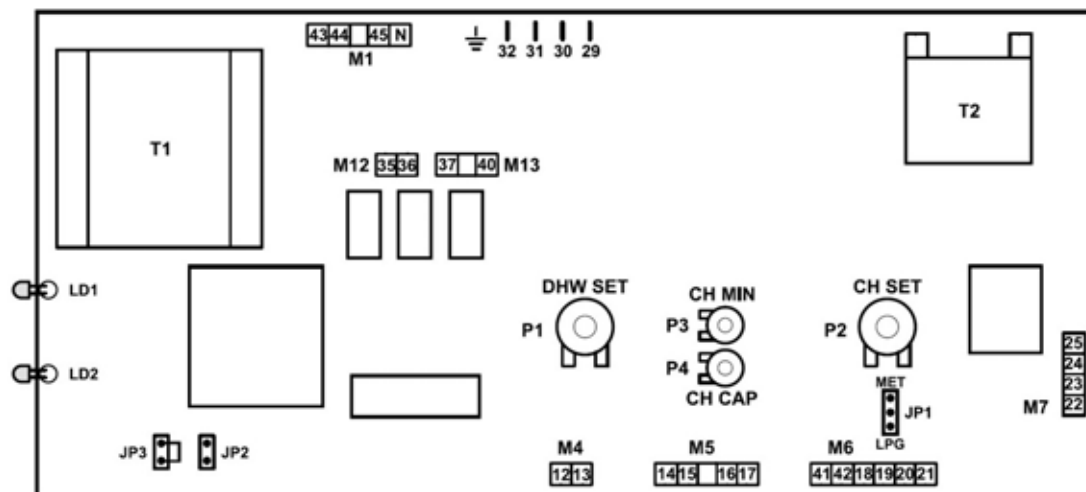 43 44 45 N
M1
32 31 30 29
T1
T2
M12 35 36 37 40 M13
LD1
DHW SET
CH MIN
CH SET
P1
P3
P2
LD2
P4
CH CAP
MET
JP1
LPG
25
24
23
22
M7
JP3
JP2
M4
M5
M6
12 13
14 15 16 17
41 42 18 19 20 21